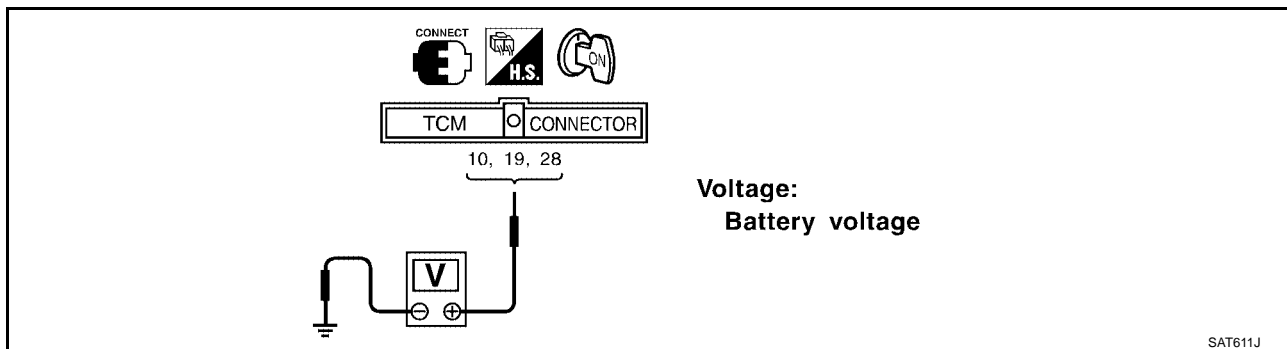 CONNECT
H.S.
ON
TCM
CONNECTOR
10, 19, 28
Voltage:
Battery voltage
V
SAT611J